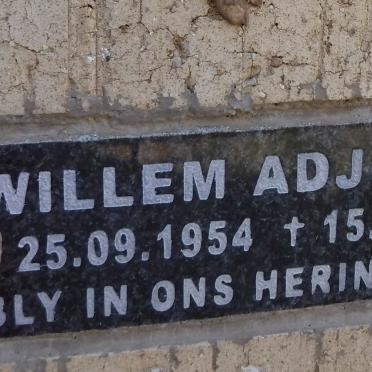 WILLEM ADJ
25.09.1954 † 15.
BLY IN ONS HERIN